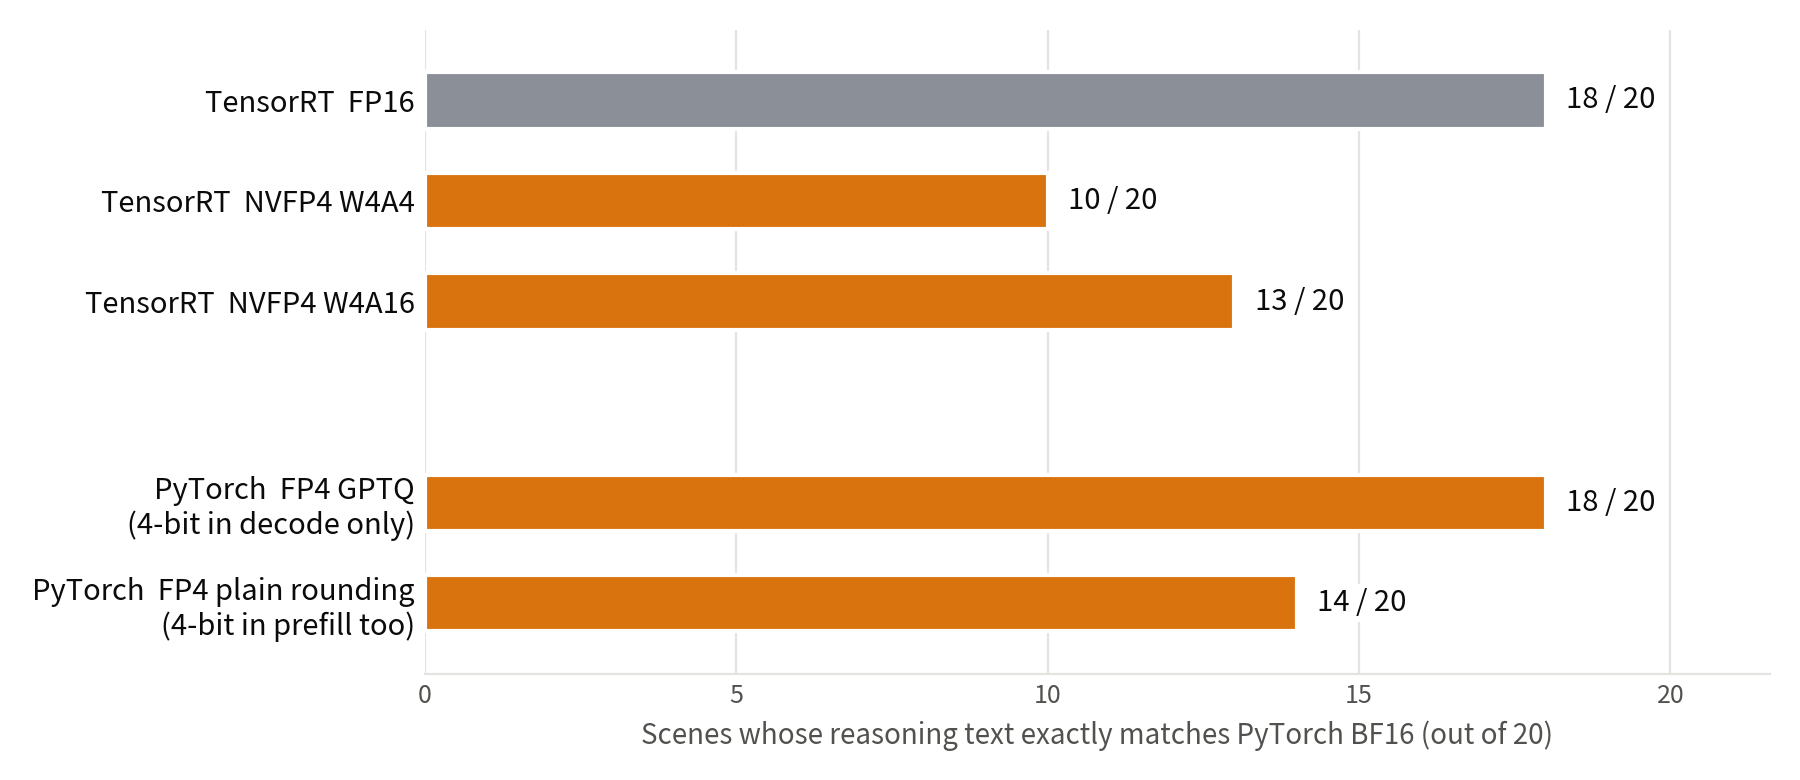 TensorRT  FP16
18 / 20
TensorRT  NVFP4 W4A4
10 / 20
TensorRT  NVFP4 W4A16
13 / 20
PyTorch  FP4 GPTQ
(4-bit in decode only)
18 / 20
PyTorch  FP4 plain rounding
(4-bit in prefill too)
14 / 20
0 5 10 15 20
Scenes whose reasoning text exactly matches PyTorch BF16 (out of 20)